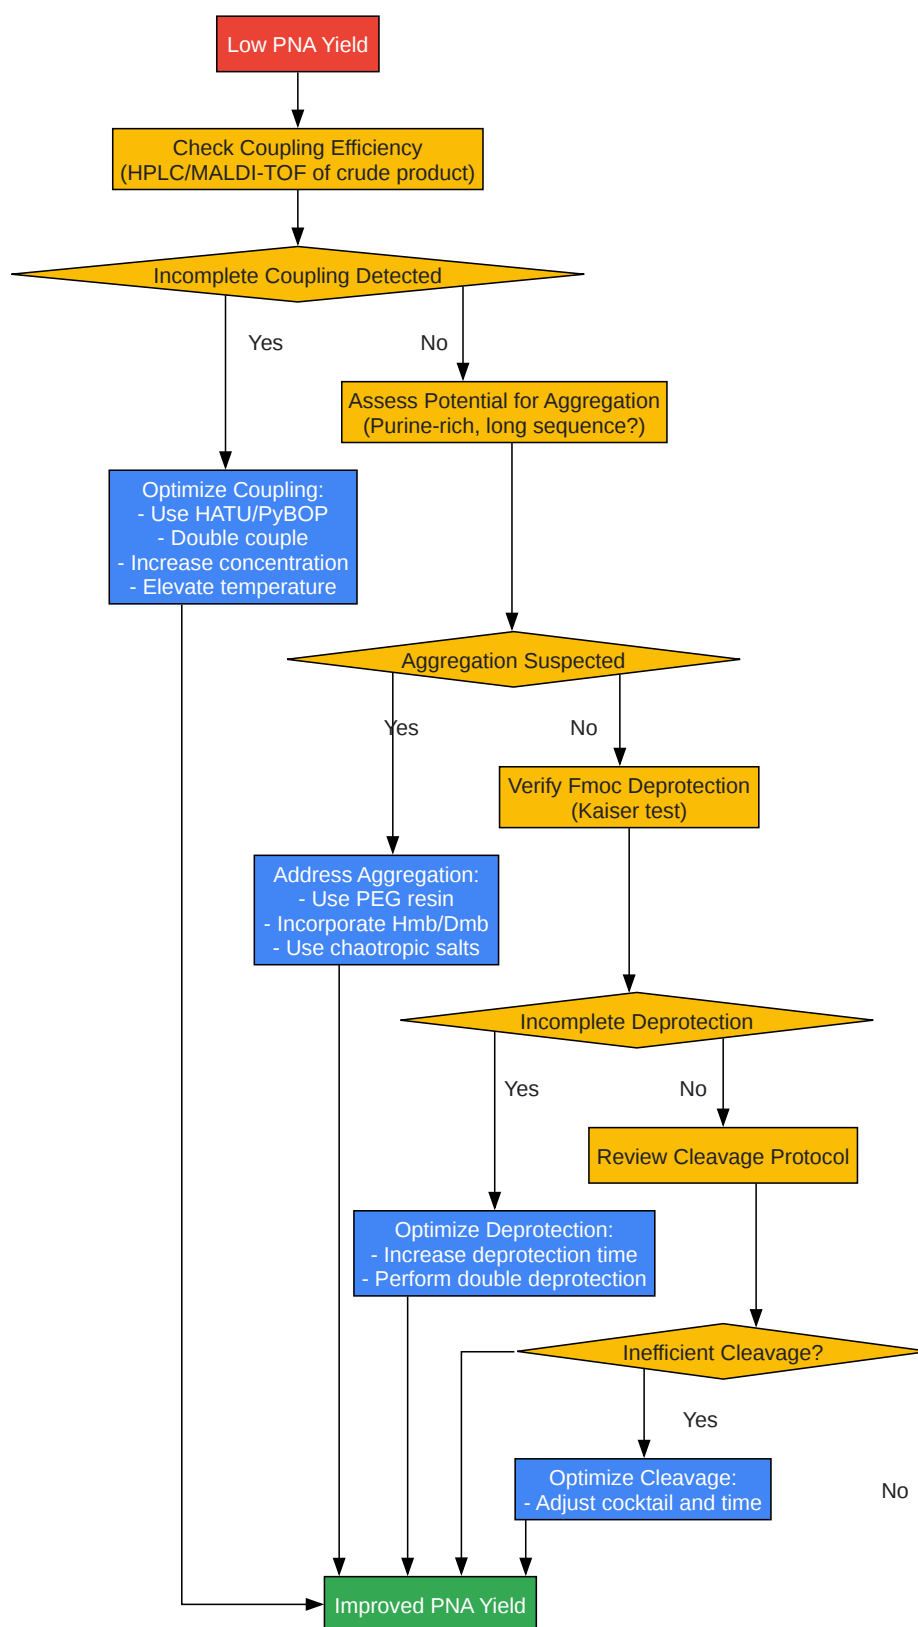 Low PNA Yield
Check Coupling Efficiency
(HPLC/MALDI-TOF of crude product)
Incomplete Coupling Detected
Yes
No
Assess Potential for Aggregation
(Purine-rich, long sequence?)
Optimize Coupling:
- Use HATU/PyBOP
- Double couple
- Increase concentration
- Elevate temperature
Aggregation Suspected
Yes
No
Verify Fmoc Deprotection
(Kaiser test)
Address Aggregation:
- Use PEG resin
- Incorporate Hmb/Dmb
- Use chaotropic salts
Incomplete Deprotection
Yes
No
Review Cleavage Protocol
Optimize Deprotection:
- Increase deprotection time
- Perform double deprotection
Inefficient Cleavage?
Yes
Optimize Cleavage:
- Adjust cocktail and time
No
Improved PNA Yield